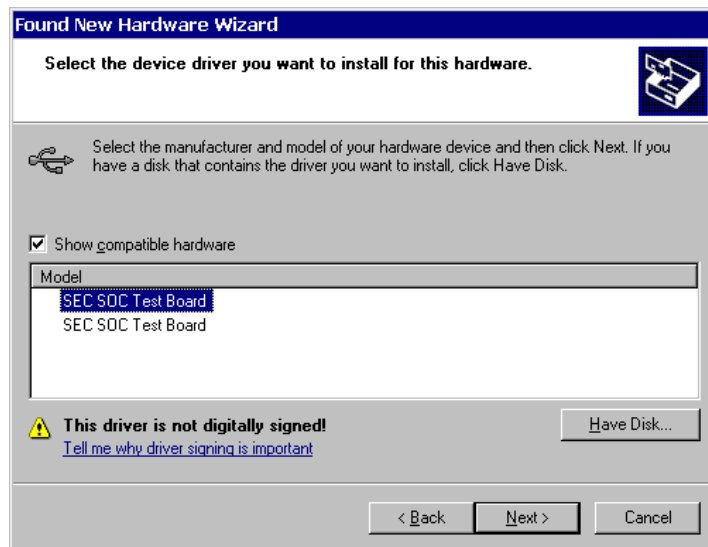 Found New Hardware Wizard
Select the device driver you want to install for this hardware.
Select the manufacturer and model of your hardware device and then click Next. If you
have a disk that contains the driver you want to install, click Have Disk.
Show compatible hardware
Model
SEC SOC Test Board
SEC SOC Test Board
This driver is not digitally signed!
Have Disk...
Tell me why driver signing is important
< Back
Next >
Cancel